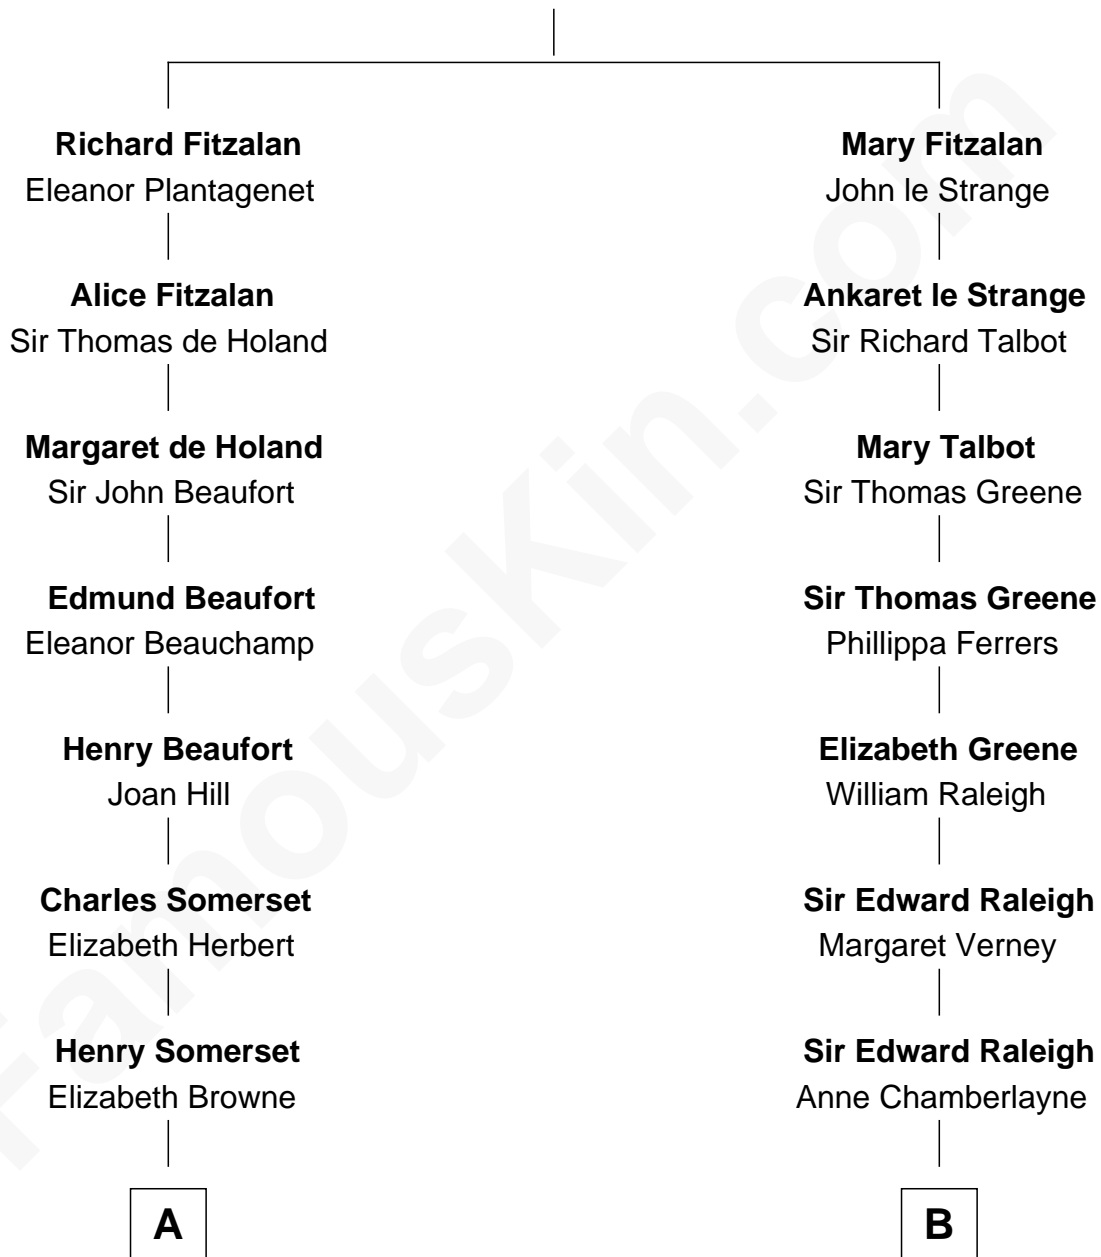 Richard Fitzalan
Eleanor Plantagenet
Alice Fitzalan
Sir Thomas de Holand
Margaret de Holand
Sir John Beaufort
Edmund Beaufort
Eleanor Beauchamp
Henry Beaufort
Joan Hill
Charles Somerset
Elizabeth Herbert
Henry Somerset
Elizabeth Browne
A
Mary Fitzalan
John le Strange
Ankaret le Strange
Sir Richard Talbot
Mary Talbot
Sir Thomas Greene
Sir Thomas Greene
Phillippa Ferrers
Elizabeth Greene
William Raleigh
Sir Edward Raleigh
Margaret Verney
Sir Edward Raleigh
Anne Chamberlayne
B
FamousKin.com